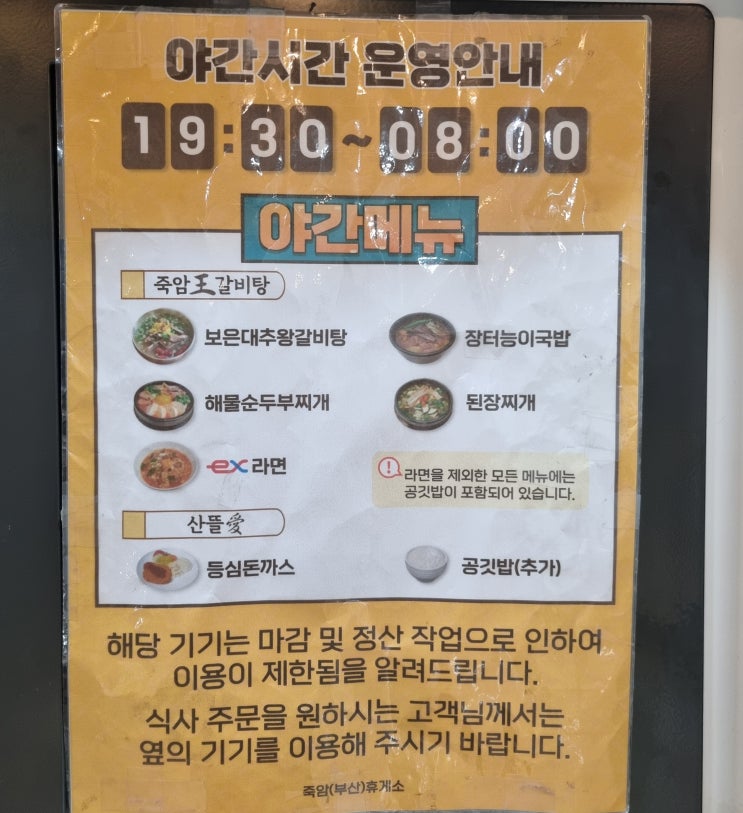 야간시간 운영안내
19:30~08:00
야간메뉴
죽암王갈비탕
보은대추왕갈비탕
장터능이국밥
해물순두부찌개
된장찌개
ex라면
라면을 제외한 모든 메뉴에는
공깃밥이 포함되어 있습니다.
산뜰愛
등심돈까스
공깃밥(추가)
해당 기기는 마감 및 정산 작업으로 인하여
이용이 제한됨을 알려드립니다.
식사 주문을 원하시는 고객님께서는
옆의 기기를 이용해 주시기 바랍니다.
죽암(부산)휴게소